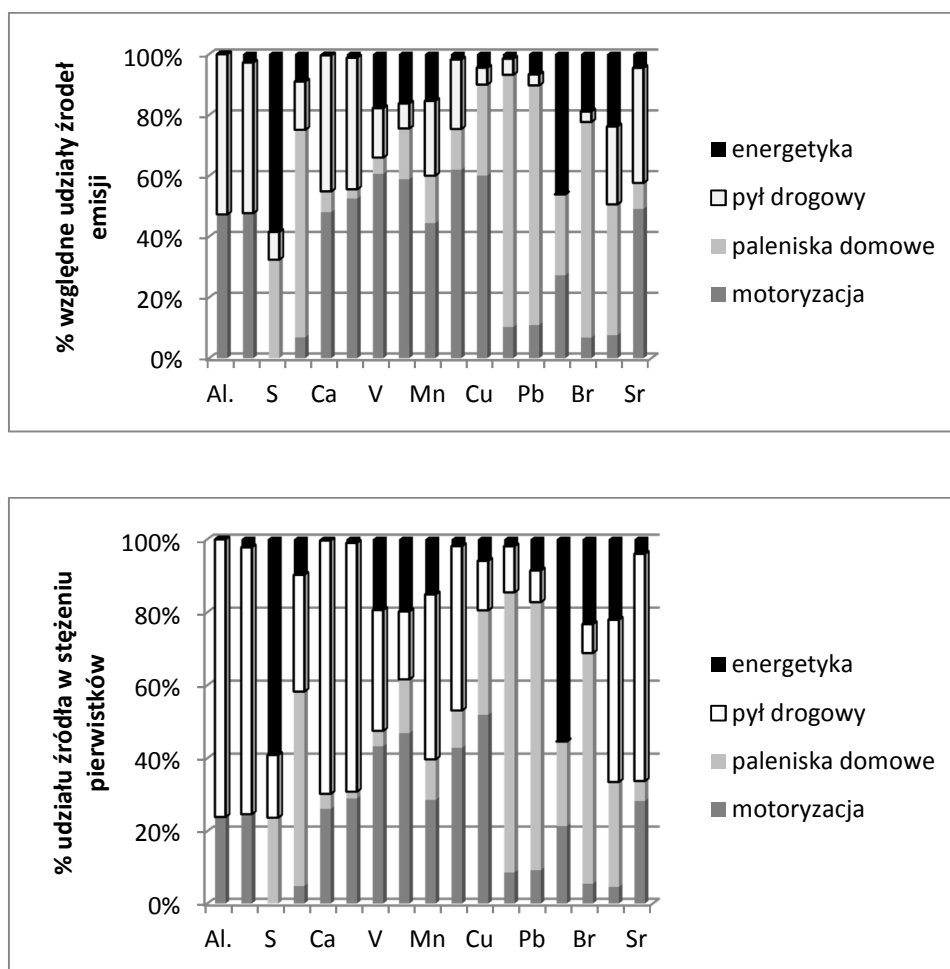 % względne udziały źrodeł
emisji
100%
80%
60%
40%
20%
0%
Al. S Ca V Mn Cu Pb Br Sr
energetyka
pył drogowy
paleniska domowe
motoryzacja
% udziału źródła w stężeniu
pierwistków
100%
80%
60%
40%
20%
0%
Al. S Ca V Mn Cu Pb Br Sr
energetyka
pył drogowy
paleniska domowe
motoryzacja